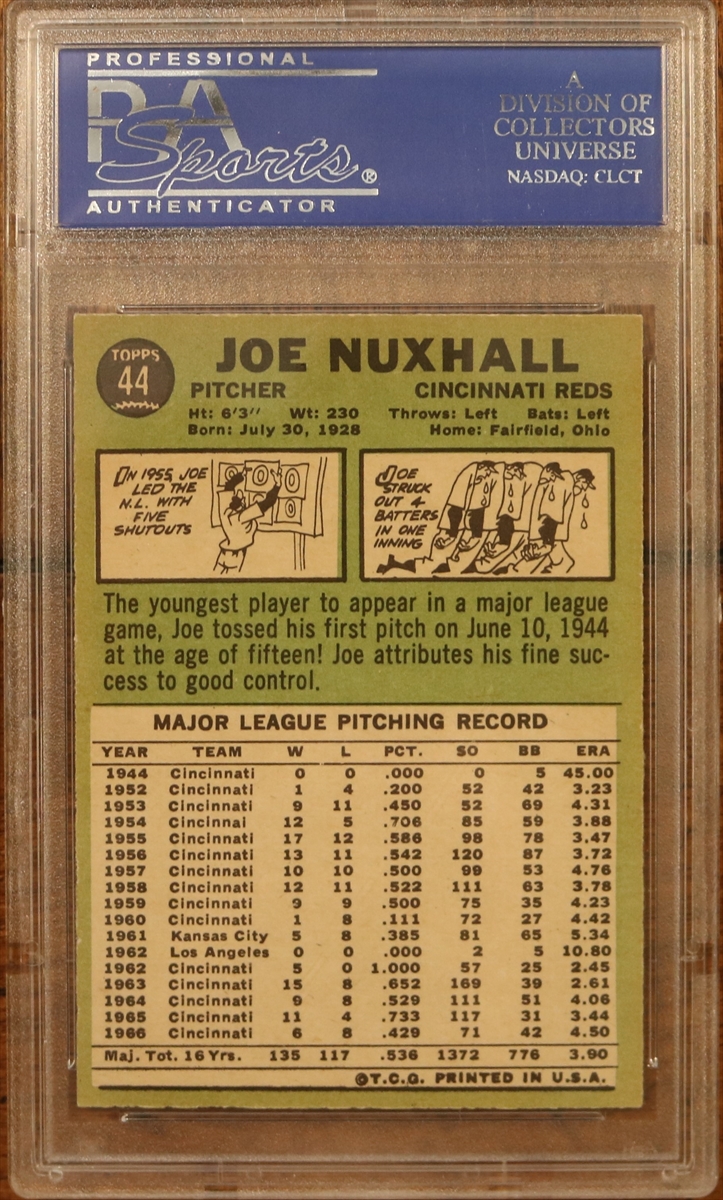 PROFESSIONAL
PSA
Sports®
AUTHENTICATOR
A
DIVISION OF
COLLECTORS
UNIVERSE
NASDAQ: CLCT
TOPPS
44
JOE NUXHALL
PITCHER CINCINNATI REDS
Ht: 6'3" Wt: 230 Throws: Left Bats: Left
Born: July 30, 1928 Home: Fairfield, Ohio
IN 1955, JOE
LED THE
N.L. WITH
FIVE
SHUTOUTS
0 0 0
0 0
0
JOE
STRUCK
OUT 4
BATTERS
IN ONE
INNING
The youngest player to appear in a major league
game, Joe tossed his first pitch on June 10, 1944
at the age of fifteen! Joe attributes his fine suc-
cess to good control.
MAJOR LEAGUE PITCHING RECORD
YEAR TEAM W L PCT. SO BB ERA
1944 Cincinnati 0 0 .000 0 5 45.00
1952 Cincinnati 1 4 .200 52 42 3.23
1953 Cincinnati 9 11 .450 52 69 4.31
1954 Cincinnai 12 5 .706 85 59 3.88
1955 Cincinnati 17 12 .586 98 78 3.47
1956 Cincinnati 13 11 .542 120 87 3.72
1957 Cincinnati 10 10 .500 99 53 4.76
1958 Cincinnati 12 11 .522 111 63 3.78
1959 Cincinnati 9 9 .500 75 35 4.23
1960 Cincinnati 1 8 .111 72 27 4.42
1961 Kansas City 5 8 .385 81 65 5.34
1962 Los Angeles 0 0 .000 2 5 10.80
1962 Cincinnati 5 0 1.000 57 25 2.45
1963 Cincinnati 15 8 .652 169 39 2.61
1964 Cincinnati 9 8 .529 111 51 4.06
1965 Cincinnati 11 4 .733 117 31 3.44
1966 Cincinnati 6 8 .429 71 42 4.50
Maj. Tot. 16 Yrs. 135 117 .536 1372 776 3.90
©T.C.G. PRINTED IN U.S.A.